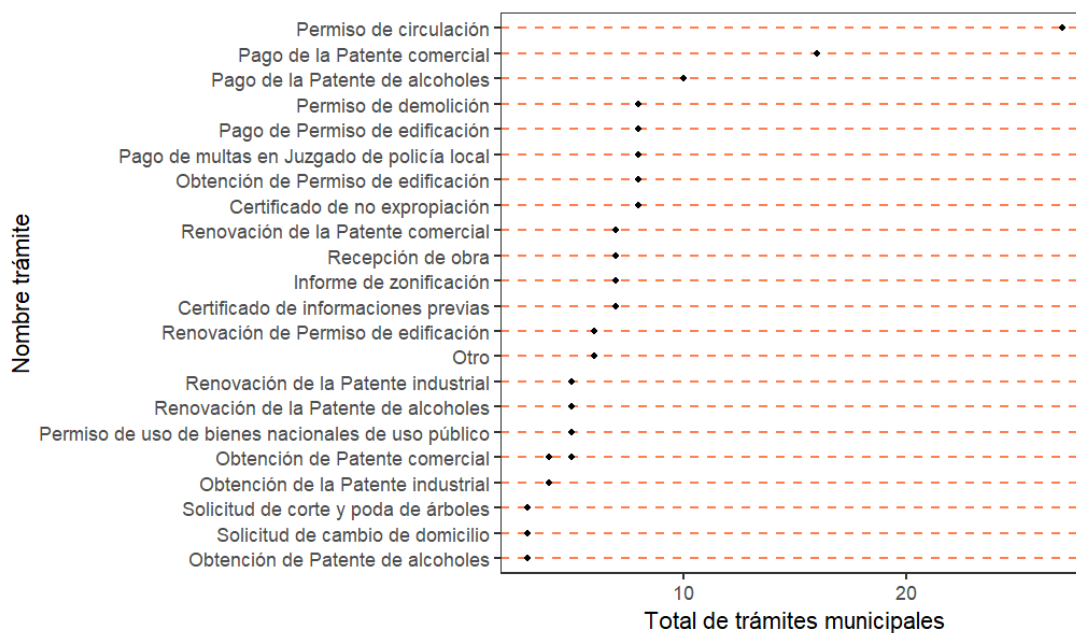 Permiso de circulación
Pago de la Patente comercial
Pago de la Patente de alcoholes
Permiso de demolición
Pago de Permiso de edificación
Pago de multas en Juzgado de policía local
Obtención de Permiso de edificación
Certificado de no expropiación
Renovación de la Patente comercial
Recepción de obra
Informe de zonificación
Certificado de informaciones previas
Renovación de Permiso de edificación
Otro
Renovación de la Patente industrial
Renovación de la Patente de alcoholes
Permiso de uso de bienes nacionales de uso público
Obtención de Patente comercial
Obtención de la Patente industrial
Solicitud de corte y poda de árboles
Solicitud de cambio de domicilio
Obtención de Patente de alcoholes
Nombre trámite
10 20
Total de trámites municipales